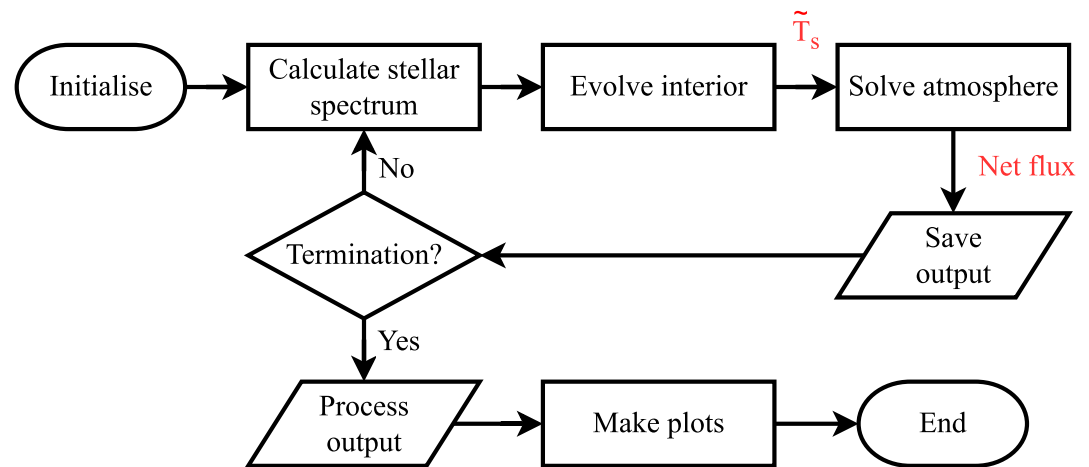 Initialise
Calculate stellar
spectrum
Evolve interior
T̃ₛ
Solve atmosphere
Net flux
Save
output
Termination?
No
Yes
Process
output
Make plots
End